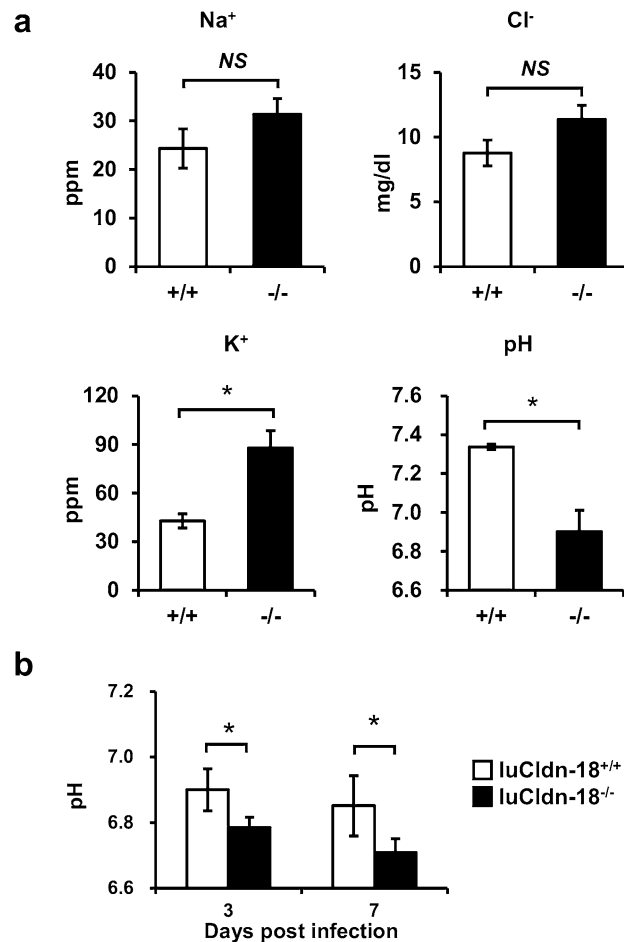 a
Na⁺
Cl⁻
NS
NS
40
30
20
10
0
ppm
+/+
-/-
15
10
5
0
mg/dl
+/+
-/-
K⁺
pH
*
*
120
90
60
30
0
ppm
+/+
-/-
7.6
7.4
7.2
7.0
6.8
6.6
pH
+/+
-/-
b
7.2
7.0
6.8
6.6
pH
*
*
3
7
Days post infection
luCldn-18⁺/⁺
luCldn-18⁻/⁻